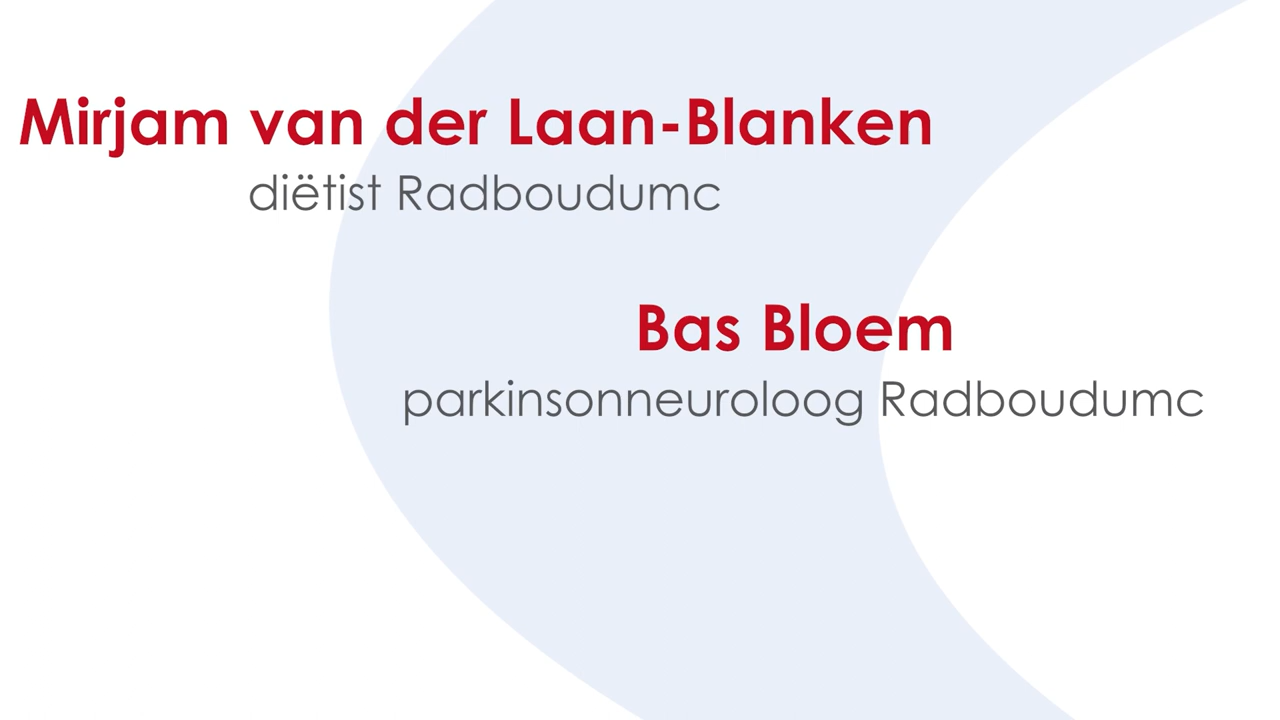 Mirjam van der Laan-Blanken
diëtist Radboudumc
Bas Bloem
parkinsonneuroloog Radboudumc